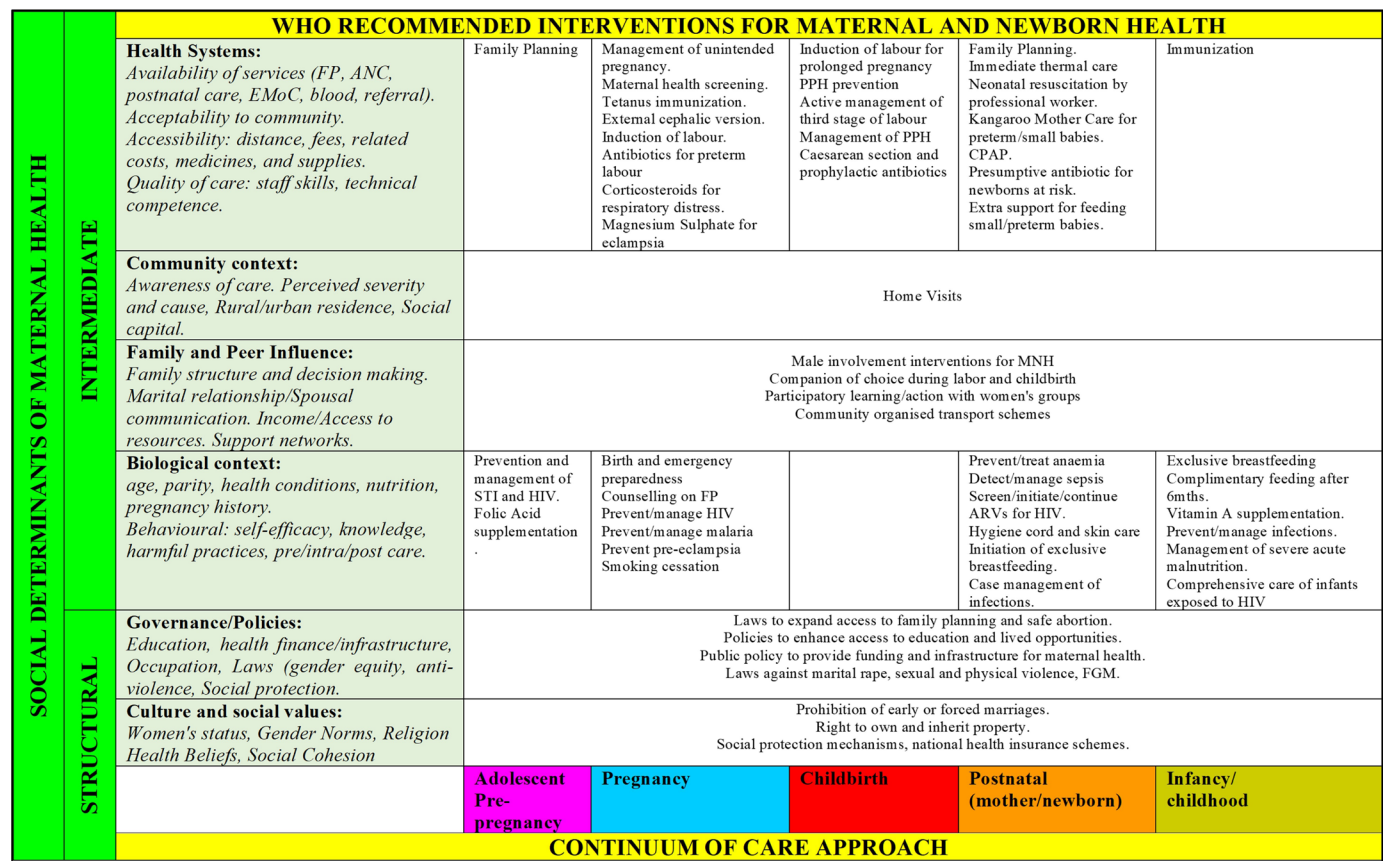 WHO RECOMMENDED INTERVENTIONS FOR MATERNAL AND NEWBORN HEALTH
SOCIAL DETERMINANTS OF MATERNAL HEALTH
INTERMEDIATE
Health Systems:
Availability of services (FP, ANC,
postnatal care, EMoC, blood, referral).
Acceptability to community.
Accessibility: distance, fees, related
costs, medicines, and supplies.
Quality of care: staff skills, technical
competence.
Family Planning
Management of unintended
pregnancy.
Maternal health screening.
Tetanus immunization.
External cephalic version.
Induction of labour.
Antibiotics for preterm
labour
Corticosteroids for
respiratory distress.
Magnesium Sulphate for
eclampsia
Induction of labour for
prolonged pregnancy
PPH prevention
Active management of
third stage of labour
Management of PPH
Caesarean section and
prophylactic antibiotics
Family Planning.
Immediate thermal care
Neonatal resuscitation by
professional worker.
Kangaroo Mother Care for
preterm/small babies.
CPAP.
Presumptive antibiotic for
newborns at risk.
Extra support for feeding
small/preterm babies.
Immunization
Community context:
Awareness of care. Perceived severity
and cause, Rural/urban residence, Social
capital.
Home Visits
Family and Peer Influence:
Family structure and decision making.
Marital relationship/Spousal
communication. Income/Access to
resources. Support networks.
Male involvement interventions for MNH
Companion of choice during labor and childbirth
Participatory learning/action with women's groups
Community organised transport schemes
Biological context:
age, parity, health conditions, nutrition,
pregnancy history.
Behavioural: self-efficacy, knowledge,
harmful practices, pre/intra/post care.
Prevention and
management of
STI and HIV.
Folic Acid
supplementation
.
Birth and emergency
preparedness
Counselling on FP
Prevent/manage HIV
Prevent/manage malaria
Prevent pre-eclampsia
Smoking cessation
Prevent/treat anaemia
Detect/manage sepsis
Screen/initiate/continue
ARVs for HIV.
Hygiene cord and skin care
Initiation of exclusive
breastfeeding.
Case management of
infections.
Exclusive breastfeeding
Complimentary feeding after
6mths.
Vitamin A supplementation.
Prevent/manage infections.
Management of severe acute
malnutrition.
Comprehensive care of infants
exposed to HIV
STRUCTURAL
Governance/Policies:
Education, health finance/infrastructure,
Occupation, Laws (gender equity, anti-
violence, Social protection.
Laws to expand access to family planning and safe abortion.
Policies to enhance access to education and lived opportunities.
Public policy to provide funding and infrastructure for maternal health.
Laws against marital rape, sexual and physical violence, FGM.
Culture and social values:
Women's status, Gender Norms, Religion
Health Beliefs, Social Cohesion
Prohibition of early or forced marriages.
Right to own and inherit property.
Social protection mechanisms, national health insurance schemes.
Adolescent
Pre-
pregnancy
Pregnancy
Childbirth
Postnatal
(mother/newborn)
Infancy/
childhood
CONTINUUM OF CARE APPROACH